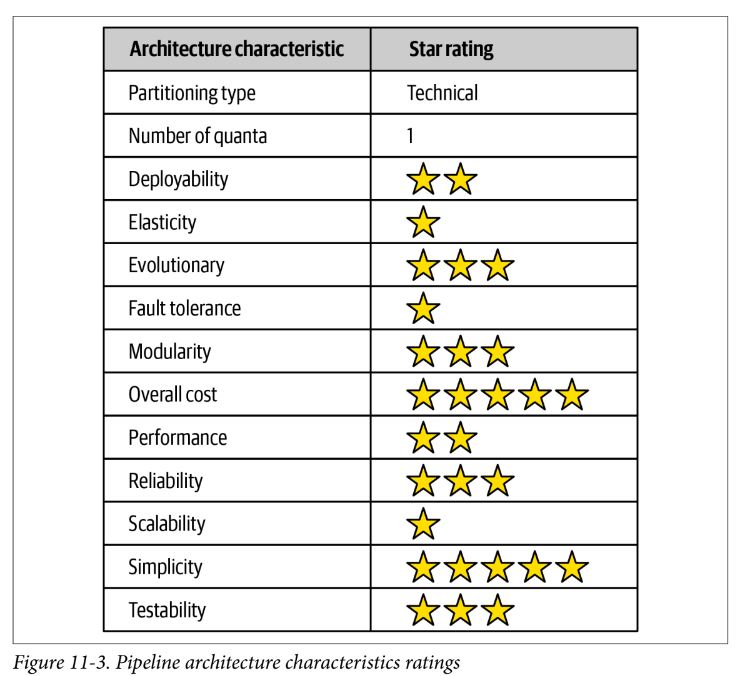 Architecture characteristic Star rating
Partitioning type Technical
Number of quanta 1
Deployability
Elasticity
Evolutionary
Fault tolerance
Modularity
Overall cost
Performance
Reliability
Scalability
Simplicity
Testability
Figure 11-3. Pipeline architecture characteristics ratings